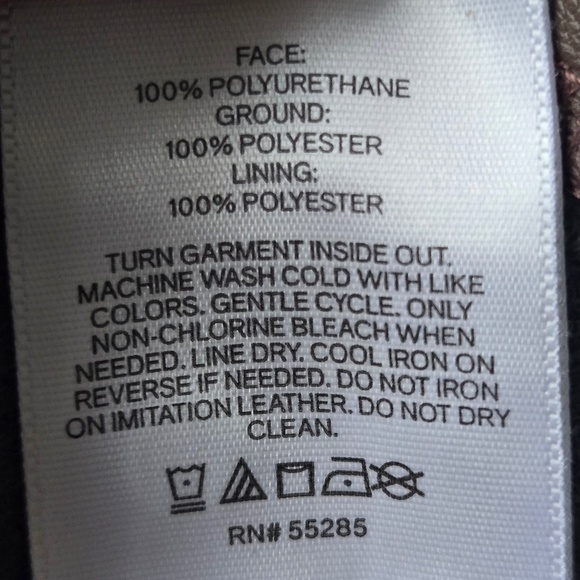 FACE:
100% POLYURETHANE
GROUND:
100% POLYESTER
LINING:
100% POLYESTER
TURN GARMENT INSIDE OUT.
MACHINE WASH COLD WITH LIKE
COLORS. GENTLE CYCLE. ONLY
NON-CHLORINE BLEACH WHEN
NEEDED. LINE DRY. COOL IRON ON
REVERSE IF NEEDED. DO NOT IRON
ON IMITATION LEATHER. DO NOT DRY
CLEAN.
RN# 55285